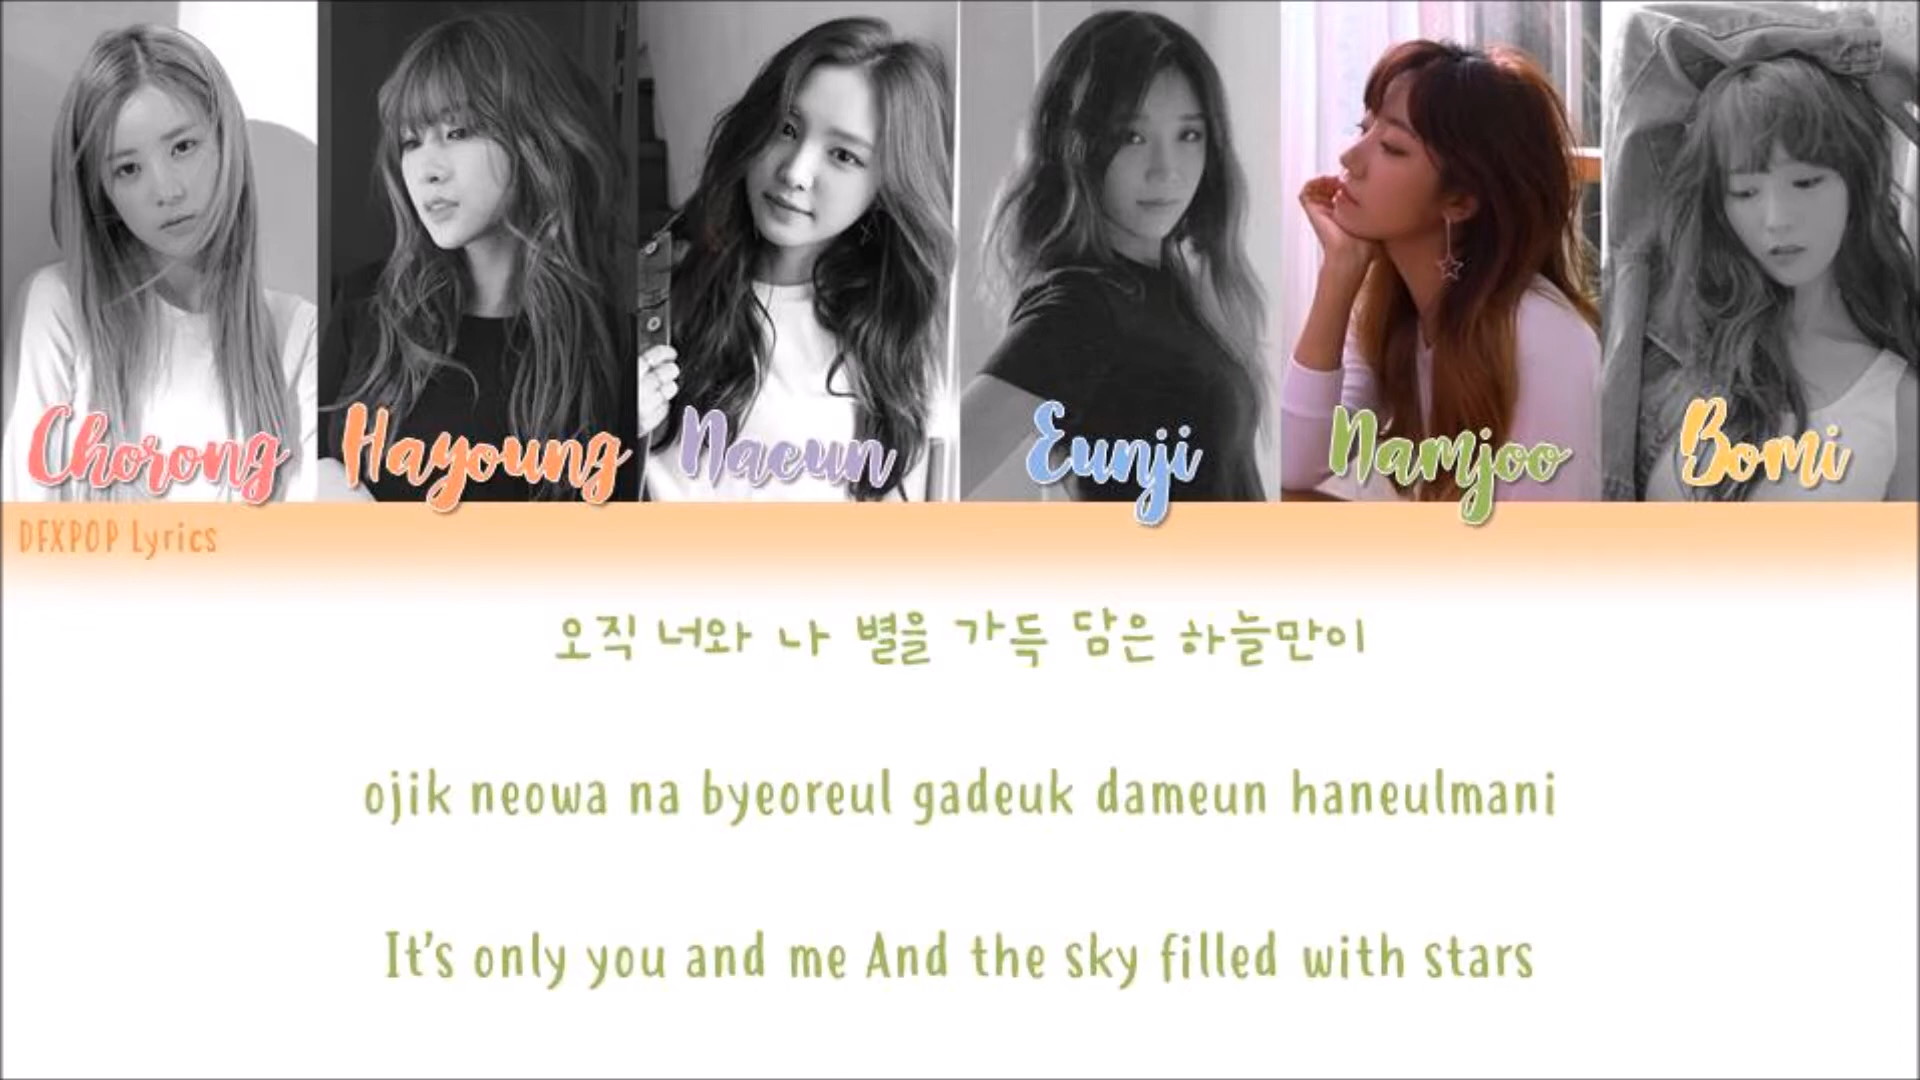 Chorong Hayoung Naeun Eunji Namjoo Bomi
DFXPOP Lyrics
오직 너와 나 별을 가득 담은 하늘만이
ojik neowa na byeoreul gadeuk dameun haneulmani
It's only you and me And the sky filled with stars